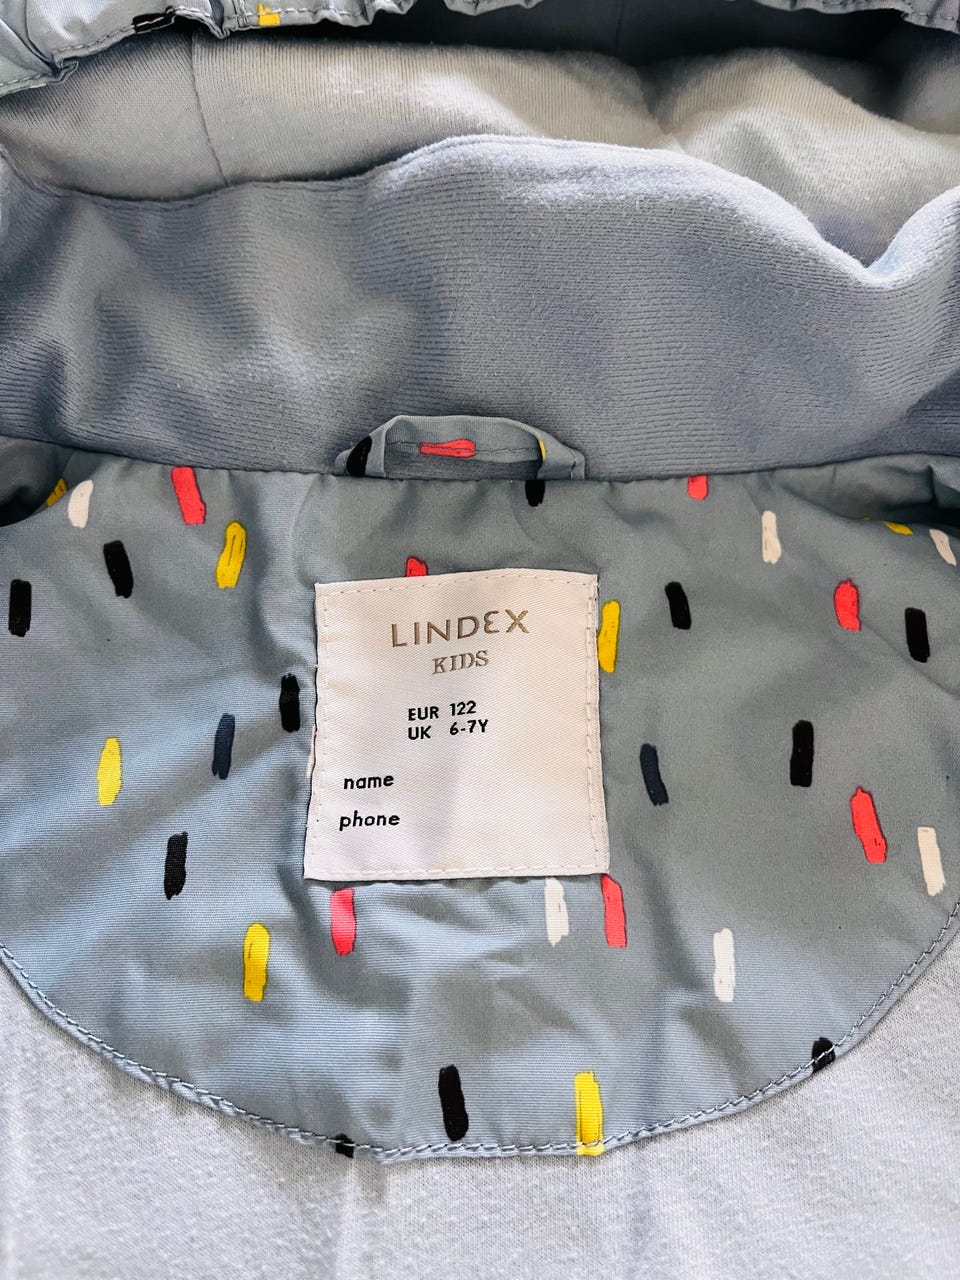 LINDEX
KIDS
EUR 122
UK 6-7Y
name
phone